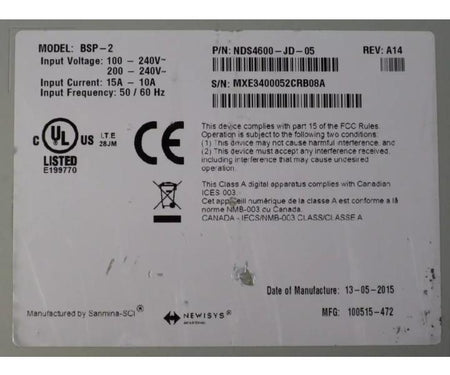 MODEL: BSP-2
P/N: NDS4600-JD-05
REV: A14
Input Voltage: 100 - 240V~
200 - 240V~
Input Current: 15A - 10A
Input Frequency: 50 / 60 Hz
S/N: MXE3400052CRB08A
C UL US
LISTED
E199770
I.T.E
28JM
CE
This device complies with part 15 of the FCC Rules.
Operation is subject to the following two conditions:
(1) This device may not cause harmful interference, and
(2) This device must accept any interference received,
including interference that may cause undesired
operation.
This Class A digital apparatus complies with Canadian
ICES 003.
Cet appareil numérique de la classe A est conforme a la
norme NMB-003 du Canada.
CANADA - IECS/NMB-003 CLASS/CLASSE A
Date of Manufacture: 13-05-2015
Manufactured by Sanmina-SCI®
NEWISYS®
MFG: 100515-472